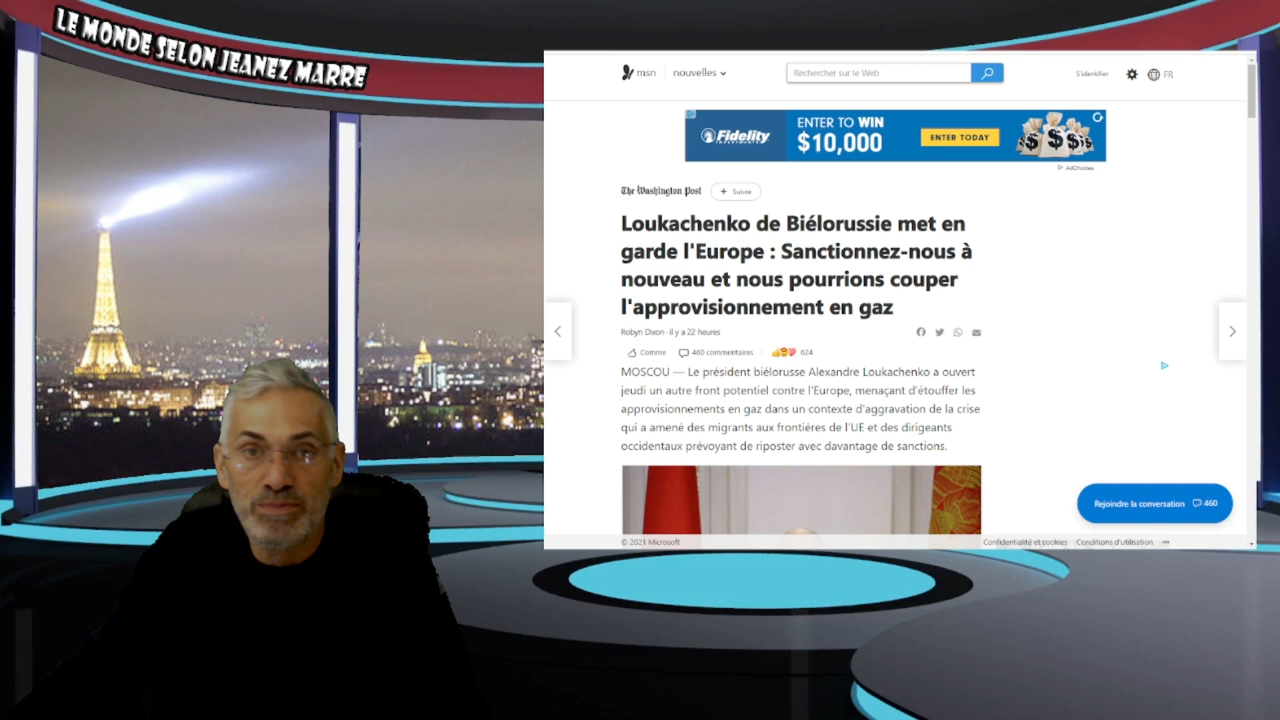 LE MONDE SELON JEANEZ MARRE
msn
nouvelles
Rechercher sur le Web
S'identifier
FR
Fidelity
INVESTMENTS
ENTER TO WIN
$10,000
ENTER TODAY
$ $ $ $
AdChoices
The Washington Post
+ Suivre
Loukachenko de Biélorussie met en
garde l'Europe : Sanctionnez-nous à
nouveau et nous pourrions couper
l'approvisionnement en gaz
Robyn Dixon · il y a 22 heures
Comme
460 commentaires
624
MOSCOU — Le président biélorusse Alexandre Loukachenko a ouvert
jeudi un autre front potentiel contre l'Europe, menaçant d'étouffer les
approvisionnements en gaz dans un contexte d'aggravation de la crise
qui a amené des migrants aux frontières de l'UE et des dirigeants
occidentaux prévoyant de riposter avec davantage de sanctions.
Rejoindre la conversation 460
© 2021 Microsoft
Confidentialité et cookies
Conditions d'utilisation